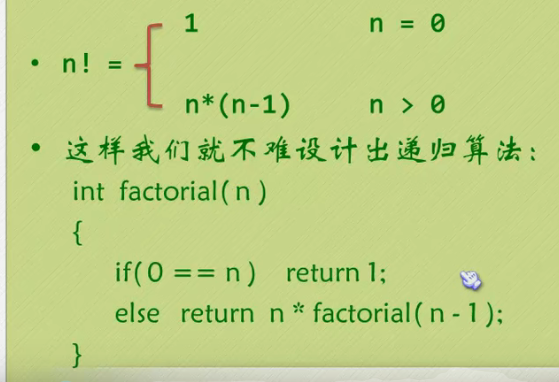 1 n = 0
• n! =
n*(n-1) n > 0
• 这样我们就不难设计出递归算法：
int factorial( n )
{
if( 0 == n ) return 1;
else return n * factorial( n - 1 );
}